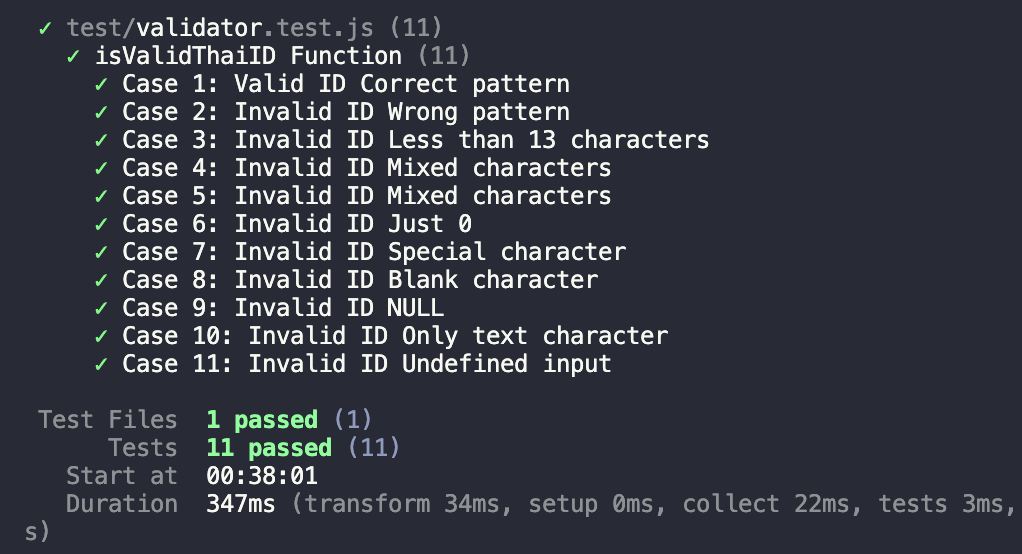 ✓ test/validator.test.js (11)
✓ isValidThaiID Function (11)
✓ Case 1: Valid ID Correct pattern
✓ Case 2: Invalid ID Wrong pattern
✓ Case 3: Invalid ID Less than 13 characters
✓ Case 4: Invalid ID Mixed characters
✓ Case 5: Invalid ID Mixed characters
✓ Case 6: Invalid ID Just 0
✓ Case 7: Invalid ID Special character
✓ Case 8: Invalid ID Blank character
✓ Case 9: Invalid ID NULL
✓ Case 10: Invalid ID Only text character
✓ Case 11: Invalid ID Undefined input
Test Files 1 passed (1)
Tests 11 passed (11)
Start at 00:38:01
Duration 347ms (transform 34ms, setup 0ms, collect 22ms, tests 3ms,
s)